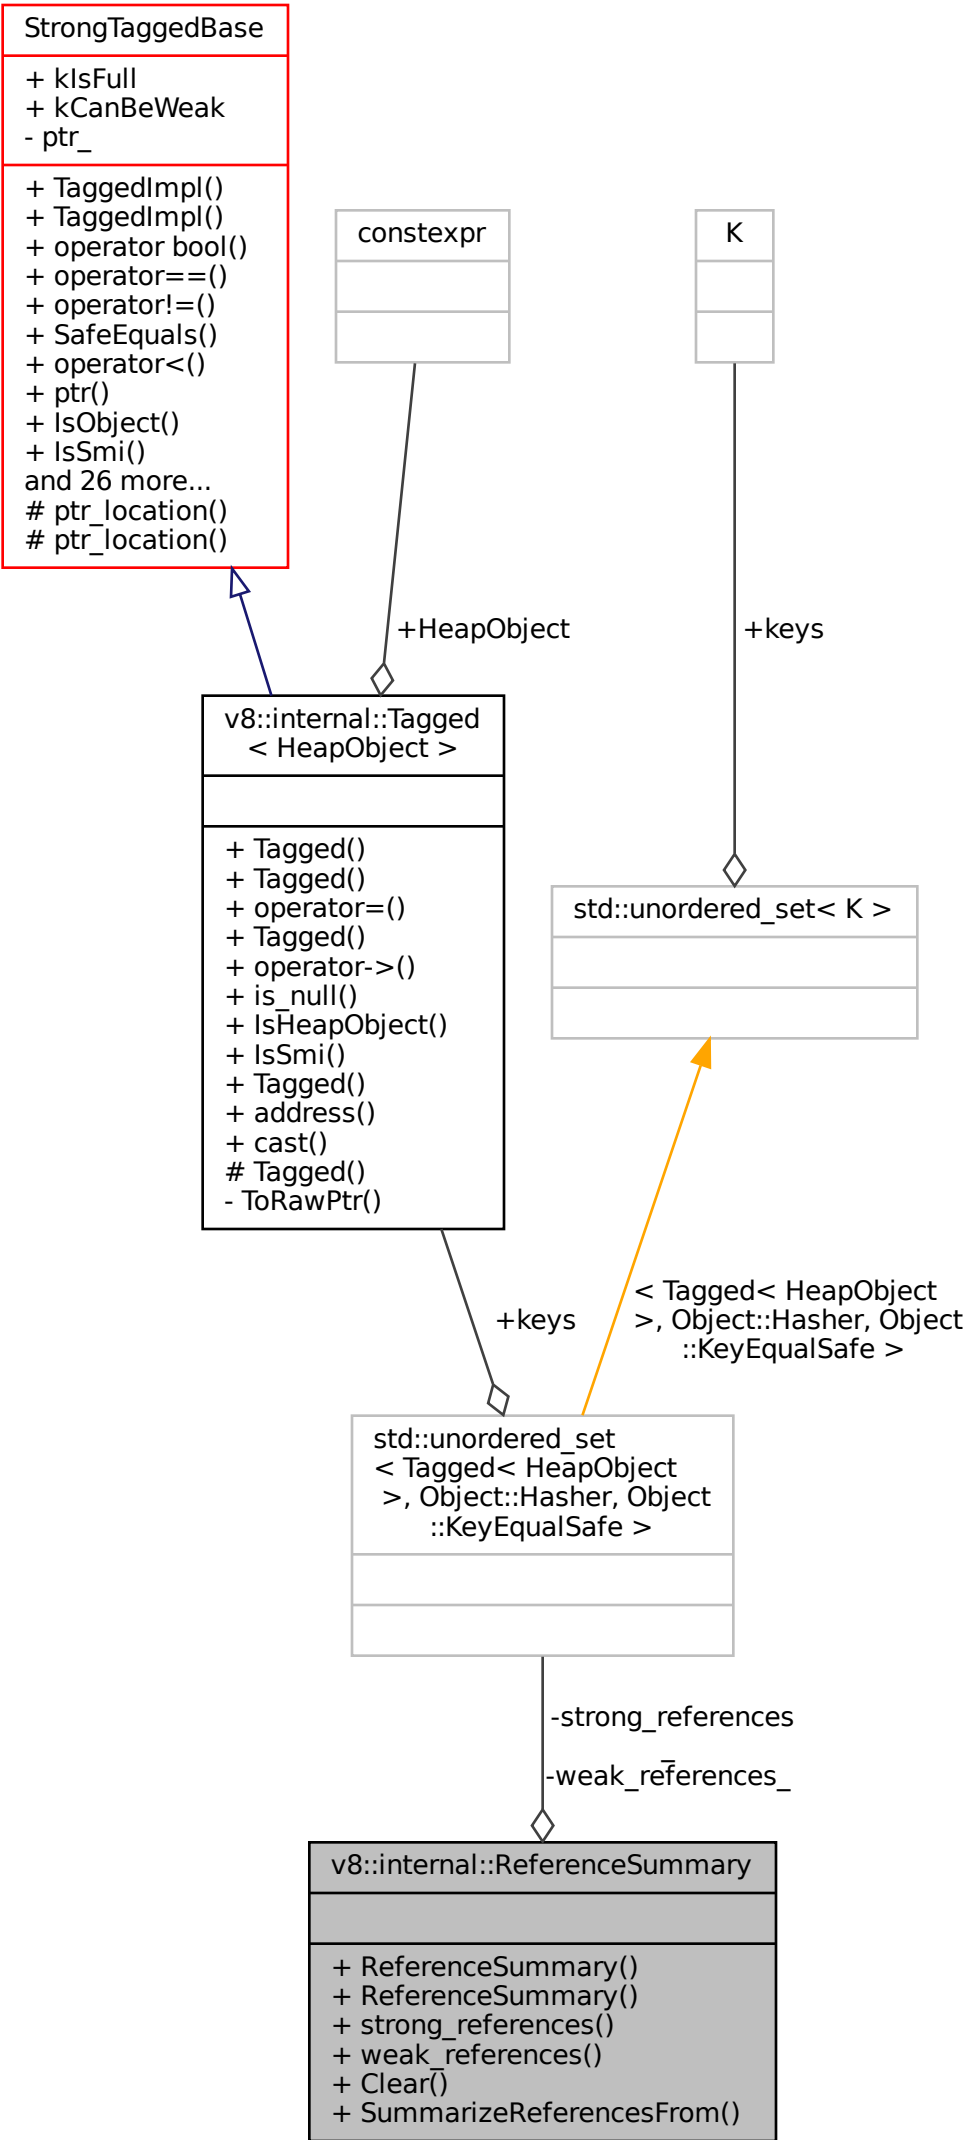 StrongTaggedBase
+ kIsFull
+ kCanBeWeak
- ptr_
+ TaggedImpl()
+ TaggedImpl()
+ operator bool()
+ operator==()
+ operator!=()
+ SafeEquals()
+ operator<()
+ ptr()
+ IsObject()
+ IsSmi()
and 26 more...
# ptr_location()
# ptr_location()
constexpr
K
+HeapObject
+keys
v8::internal::Tagged
< HeapObject >
+ Tagged()
+ Tagged()
+ operator=()
+ Tagged()
+ operator->()
+ is_null()
+ IsHeapObject()
+ IsSmi()
+ Tagged()
+ address()
+ cast()
# Tagged()
- ToRawPtr()
std::unordered_set< K >
+keys
< Tagged< HeapObject
>, Object::Hasher, Object
::KeyEqualSafe >
std::unordered_set
< Tagged< HeapObject
>, Object::Hasher, Object
::KeyEqualSafe >
-strong_references
_
-weak_references_
v8::internal::ReferenceSummary
+ ReferenceSummary()
+ ReferenceSummary()
+ strong_references()
+ weak_references()
+ Clear()
+ SummarizeReferencesFrom()